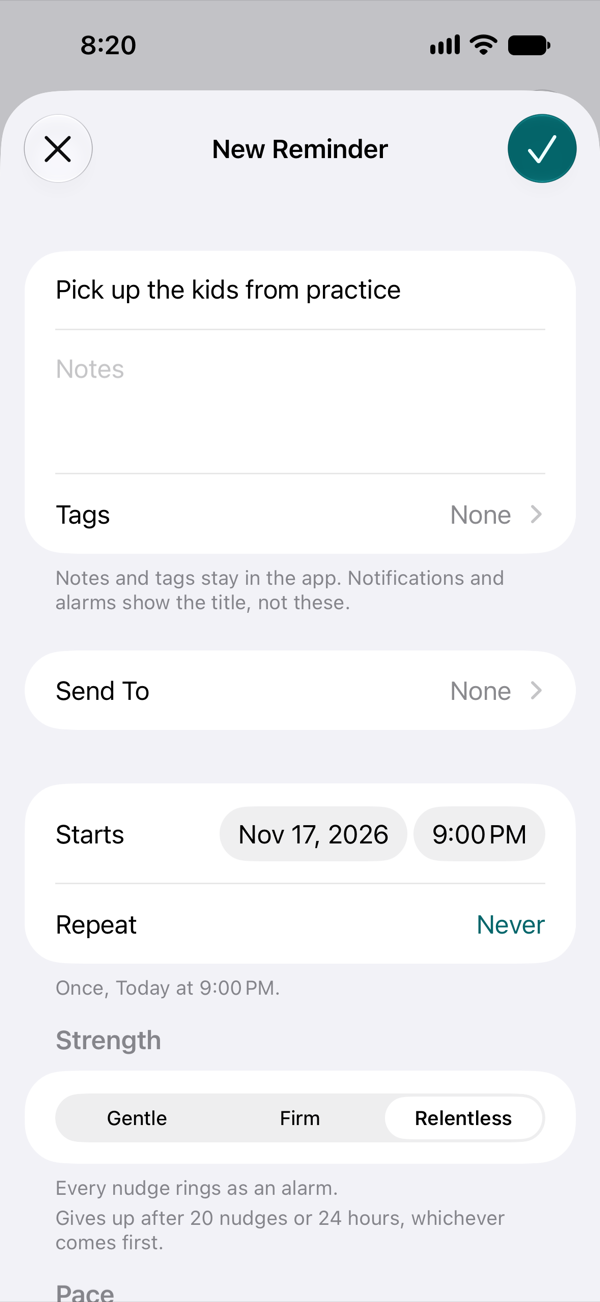 8:20
New Reminder
Pick up the kids from practice
Notes
Tags None
Notes and tags stay in the app. Notifications and
alarms show the title, not these.
Send To None
Starts Nov 17, 2026 9:00 PM
Repeat Never
Once, Today at 9:00 PM.
Strength
Gentle Firm Relentless
Every nudge rings as an alarm.
Gives up after 20 nudges or 24 hours, whichever
comes first.
Pace